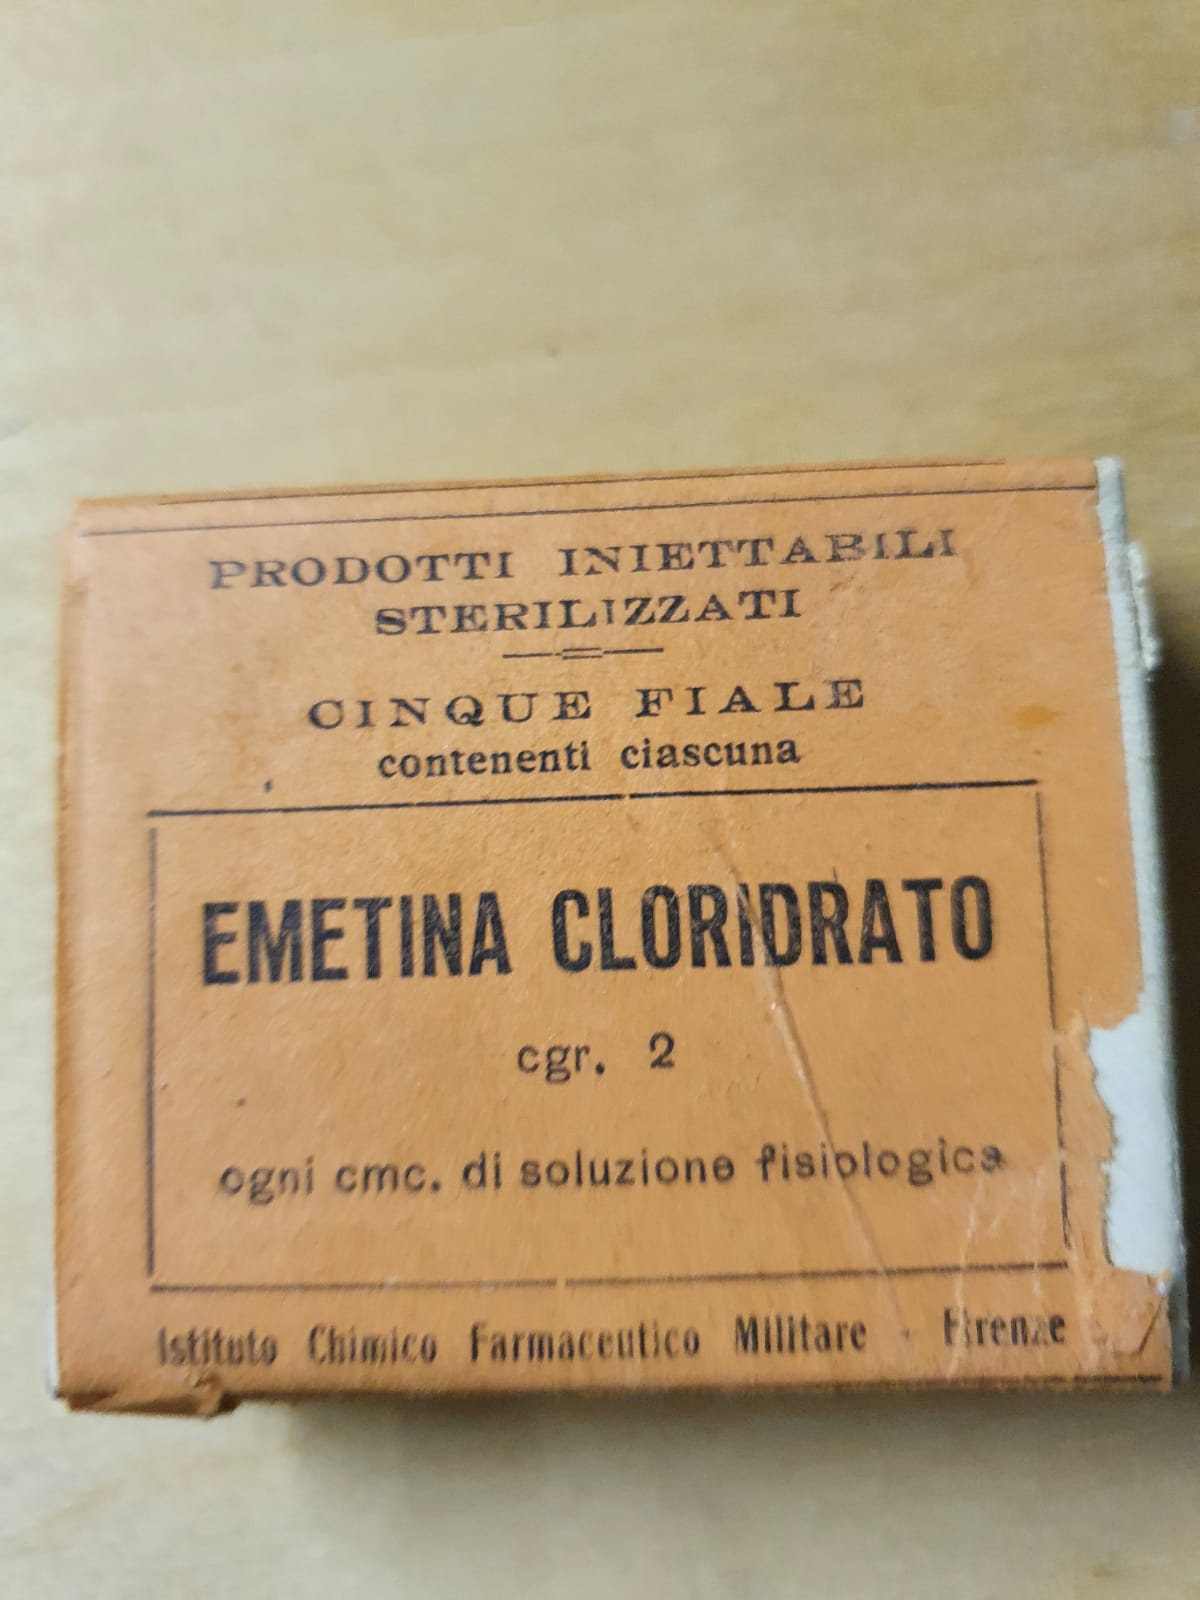 PRODOTTI INIETTABILI
STERILIZZATI
CINQUE FIALE
contenenti ciascuna
EMETINA CLORIDRATO
cgr. 2
ogni cmc. di soluzione fisiologica
Istituto Chimico Farmaceutico Militare - Firenze